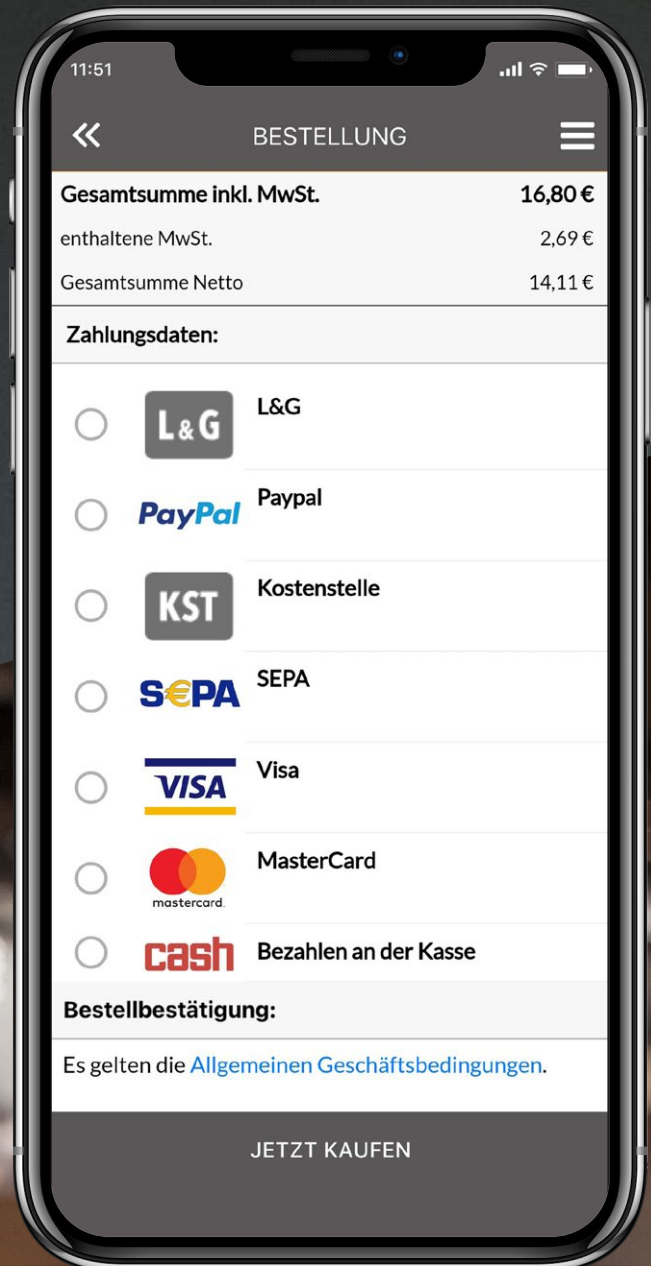 11:51
BESTELLUNG
Gesamtsumme inkl. MwSt. 16,80 €
enthaltene MwSt. 2,69 €
Gesamtsumme Netto 14,11 €
Zahlungsdaten:
L&G L&G
PayPal Paypal
KST Kostenstelle
S€PA SEPA
VISA Visa
mastercard. MasterCard
cash Bezahlen an der Kasse
Bestellbestätigung:
Es gelten die Allgemeinen Geschäftsbedingungen.
JETZT KAUFEN